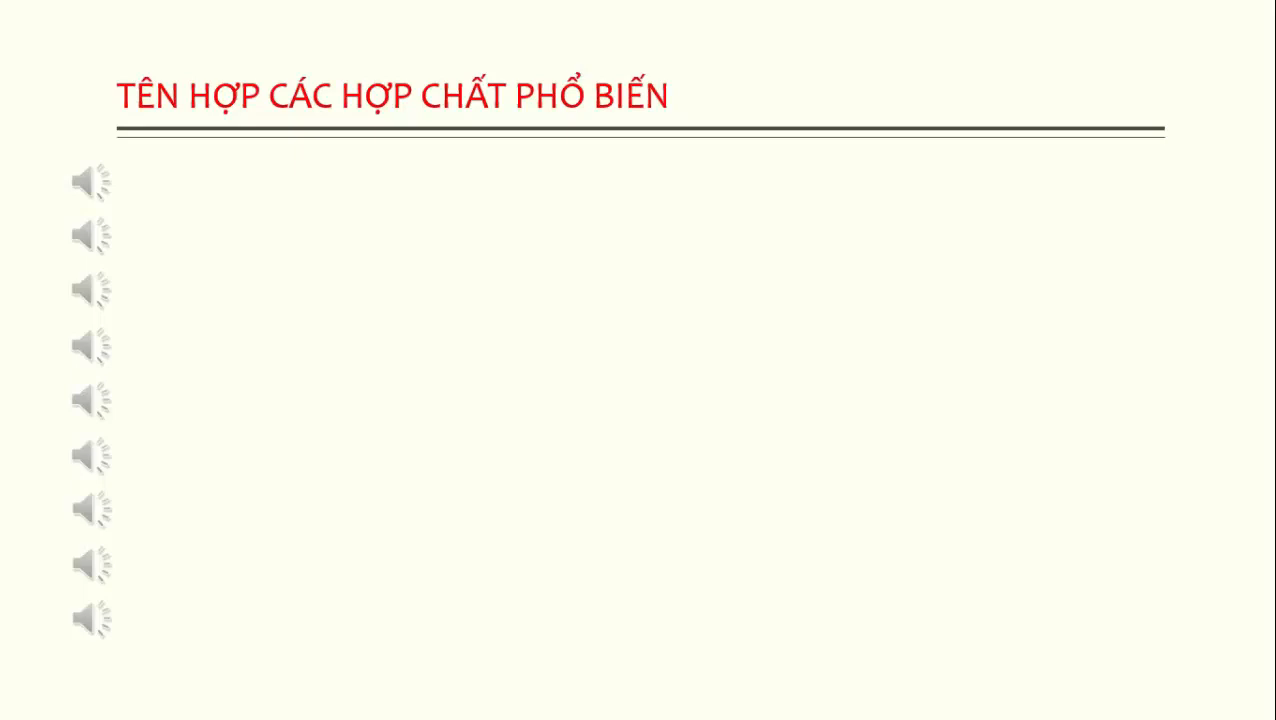 TÊN HỢP CÁC HỢP CHẤT PHỔ BIẾN